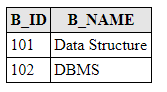 B_ID B_NAME
101 Data Structure
102 DBMS